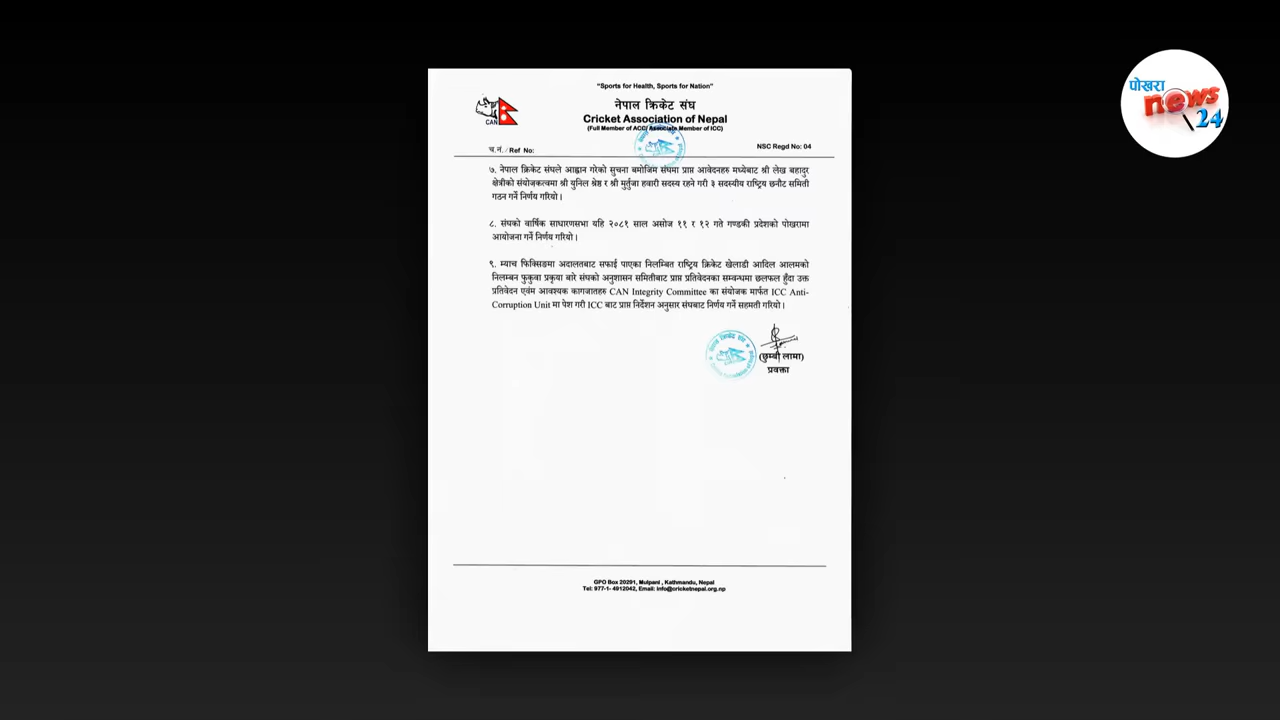 "Sports for Health, Sports for Nation"
नेपाल क्रिकेट संघ
Cricket Association of Nepal
(Full Member of ACC/ Associate Member of ICC)
CAN
च.नं. / Ref No:
NSC Regd No: 04
७. नेपाल क्रिकेट संघले आह्वान गरेको सुचना बमोजिम संघमा प्राप्त आवेदनहरु मध्येबाट श्री लेख बहादुर
क्षेत्रीको संयोजकत्वमा श्री युनिल श्रेष्ठ र श्री मुर्तुजा हवारी सदस्य रहने गरी ३ सदस्यीय राष्ट्रिय छनौट समिती
गठन गर्ने निर्णय गरियो ।
८. संघको वार्षिक साधारणसभा यहि २०८१ साल असोज ११ र १२ गते गण्डकी प्रदेशको पोखरामा
आयोजना गर्ने निर्णय गरियो ।
९. म्याच फिक्सिङमा अदालतबाट सफाई पाएका निलम्बित राष्ट्रिय क्रिकेट खेलाडी आदिल आलमको
निलम्बन फुकुवा प्रकृया बारे संघको अनुशासन समितीबाट प्राप्त प्रतिवेदनका सम्वन्धमा छलफल हुँदा उक्त
प्रतिवेदन एवंम आवश्यक कागजातहरु CAN Integrity Committee का संयोजक मार्फत ICC Anti-
Corruption Unit मा पेश गरी ICC बाट प्राप्त निर्देशन अनुसार संघबाट निर्णय गर्ने सहमती गरियो ।
(छुम्बी लामा)
प्रवक्ता
GPO Box 20291, Mulpani , Kathmandu, Nepal
Tel: 977-1- 4912042, Email: info@cricketnepal.org.np
पोखरा
news
24